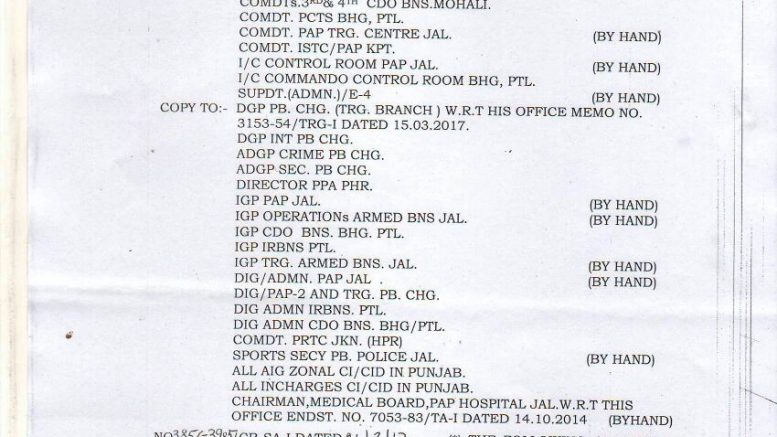 COMDTs.3RD& 4TH CDO BNS.MOHALI.
COMDT. PCTS BHG, PTL.
COMDT. PAP TRG. CENTRE JAL. (BY HAND)
COMDT. ISTC/PAP KPT.
I/C CONTROL ROOM PAP JAL. (BY HAND)
I/C COMMANDO CONTROL ROOM BHG, PTL.
SUPDT.(ADMN.)/E-4 (BY HAND)
COPY TO:- DGP PB. CHG. (TRG. BRANCH ) W.R.T HIS OFFICE MEMO NO.
3153-54/TRG-I DATED 15.03.2017.
DGP INT PB CHG.
ADGP CRIME PB CHG.
ADGP SEC. PB CHG.
DIRECTOR PPA PHR.
IGP PAP JAL. (BY HAND)
IGP OPERATIONs ARMED BNS JAL. (BY HAND)
IGP CDO BNS. BHG. PTL.
IGP IRBNS PTL.
IGP TRG. ARMED BNS. JAL. (BY HAND)
DIG/ADMN. PAP JAL . (BY HAND)
DIG/PAP-2 AND TRG. PB. CHG.
DIG ADMN IRBNS. PTL.
DIG ADMN CDO BNS. BHG/PTL.
COMDT. PRTC JKN. (HPR)
SPORTS SECY PB. POLICE JAL. (BY HAND)
ALL AIG ZONAL CI/CID IN PUNJAB.
ALL INCHARGES CI/CID IN PUNJAB.
CHAIRMAN,MEDICAL BOARD,PAP HOSPITAL JAL.W.R.T THIS
OFFICE ENDST. NO. 7053-83/TA-I DATED 14.10.2014 (BYHAND)